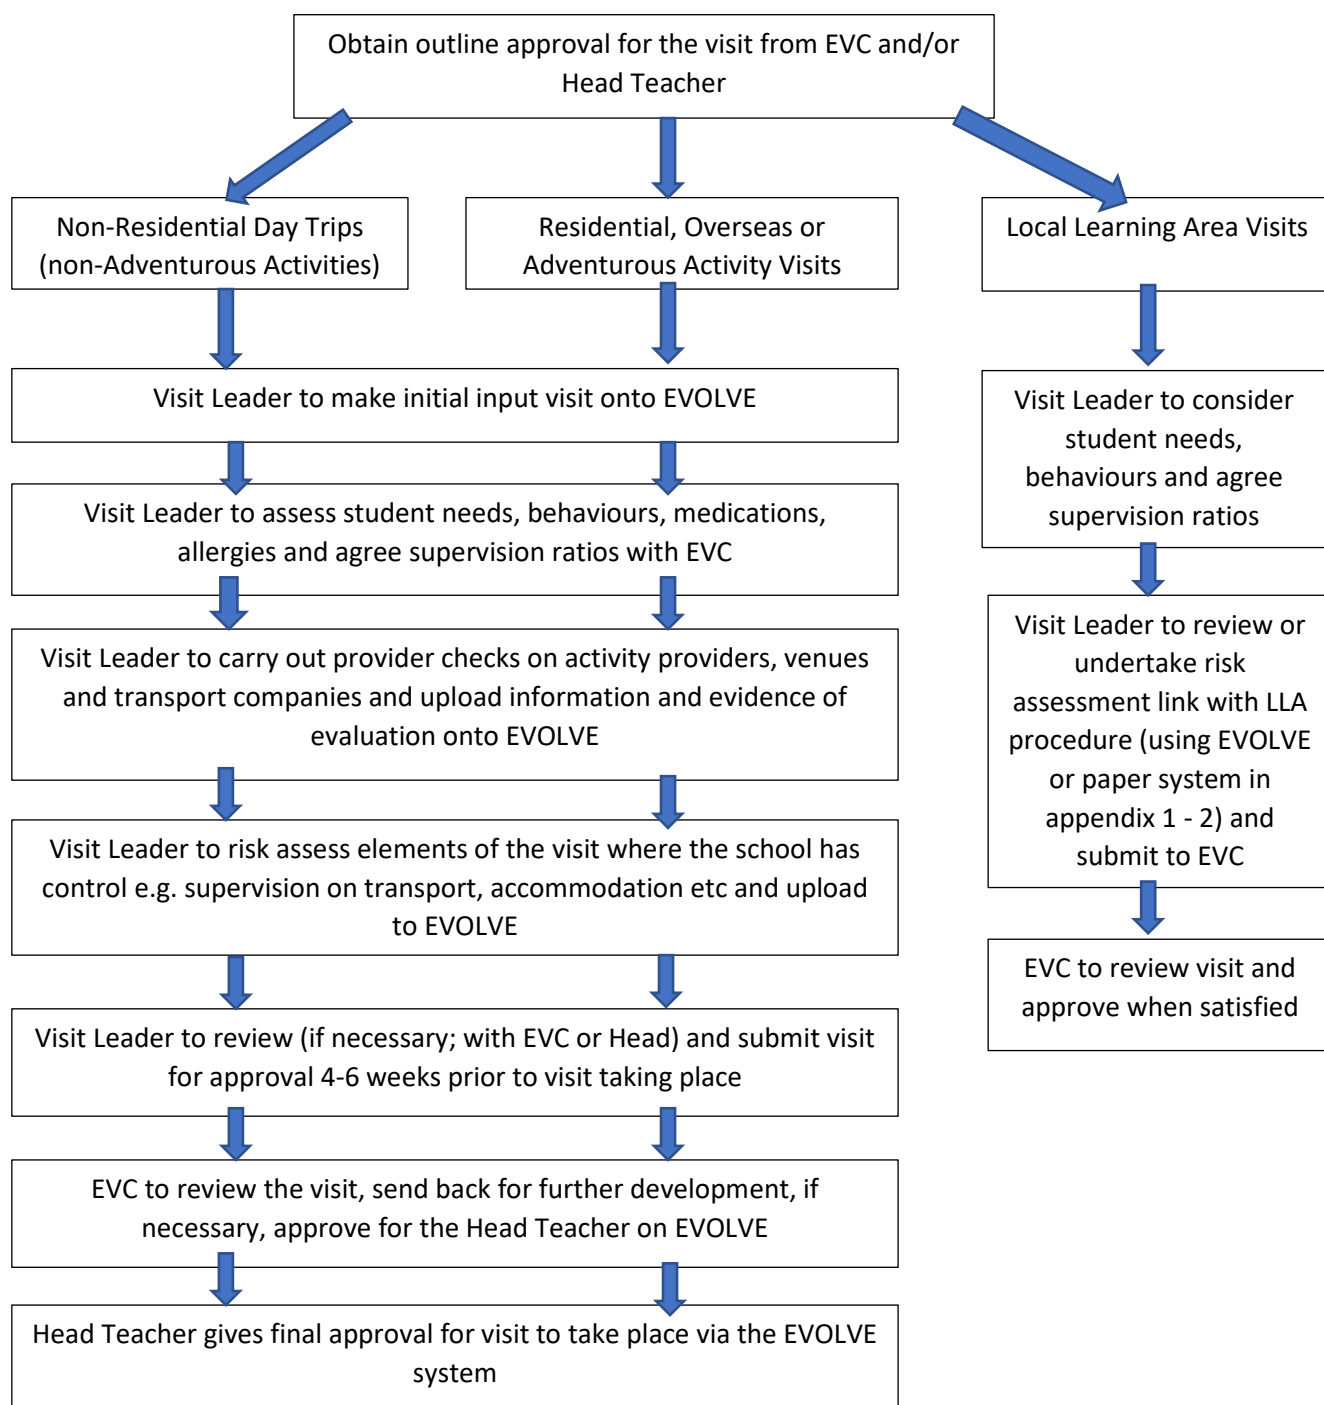 Obtain outline approval for the visit from EVC and/or
Head Teacher
Non-Residential Day Trips
(non-Adventurous Activities)
Residential, Overseas or
Adventurous Activity Visits
Local Learning Area Visits
Visit Leader to make initial input visit onto EVOLVE
Visit Leader to assess student needs, behaviours, medications,
allergies and agree supervision ratios with EVC
Visit Leader to carry out provider checks on activity providers, venues
and transport companies and upload information and evidence of
evaluation onto EVOLVE
Visit Leader to risk assess elements of the visit where the school has
control e.g. supervision on transport, accommodation etc and upload
to EVOLVE
Visit Leader to review (if necessary; with EVC or Head) and submit visit
for approval 4-6 weeks prior to visit taking place
EVC to review the visit, send back for further development, if
necessary, approve for the Head Teacher on EVOLVE
Head Teacher gives final approval for visit to take place via the EVOLVE
system
Visit Leader to consider
student needs,
behaviours and agree
supervision ratios
Visit Leader to review or
undertake risk
assessment link with LLA
procedure (using EVOLVE
or paper system in
appendix 1 - 2) and
submit to EVC
EVC to review visit and
approve when satisfied